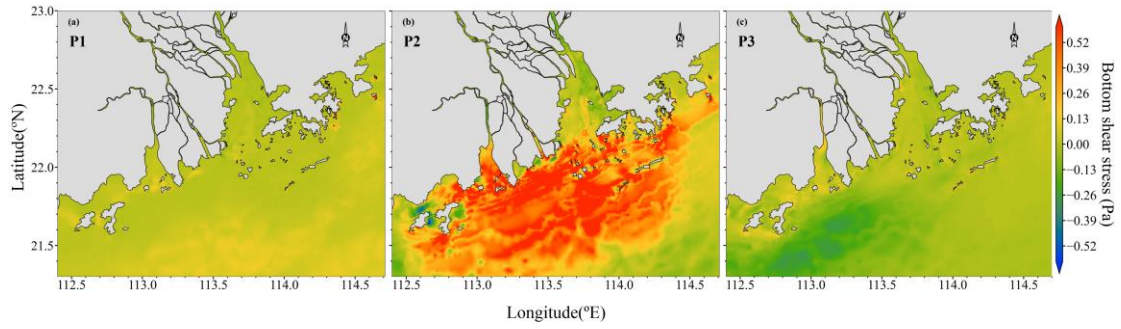 (a)
P1
(b)
P2
(c)
P3
N
23.0
22.5
22.0
21.5
Latitude(°N)
112.5 113.0 113.5 114.0 114.5
112.5 113.0 113.5 114.0 114.5
112.5 113.0 113.5 114.0 114.5
Longitude(°E)
0.52
0.39
0.26
0.13
0.00
-0.13
-0.26
-0.39
-0.52
Bottom shear stress (Pa)